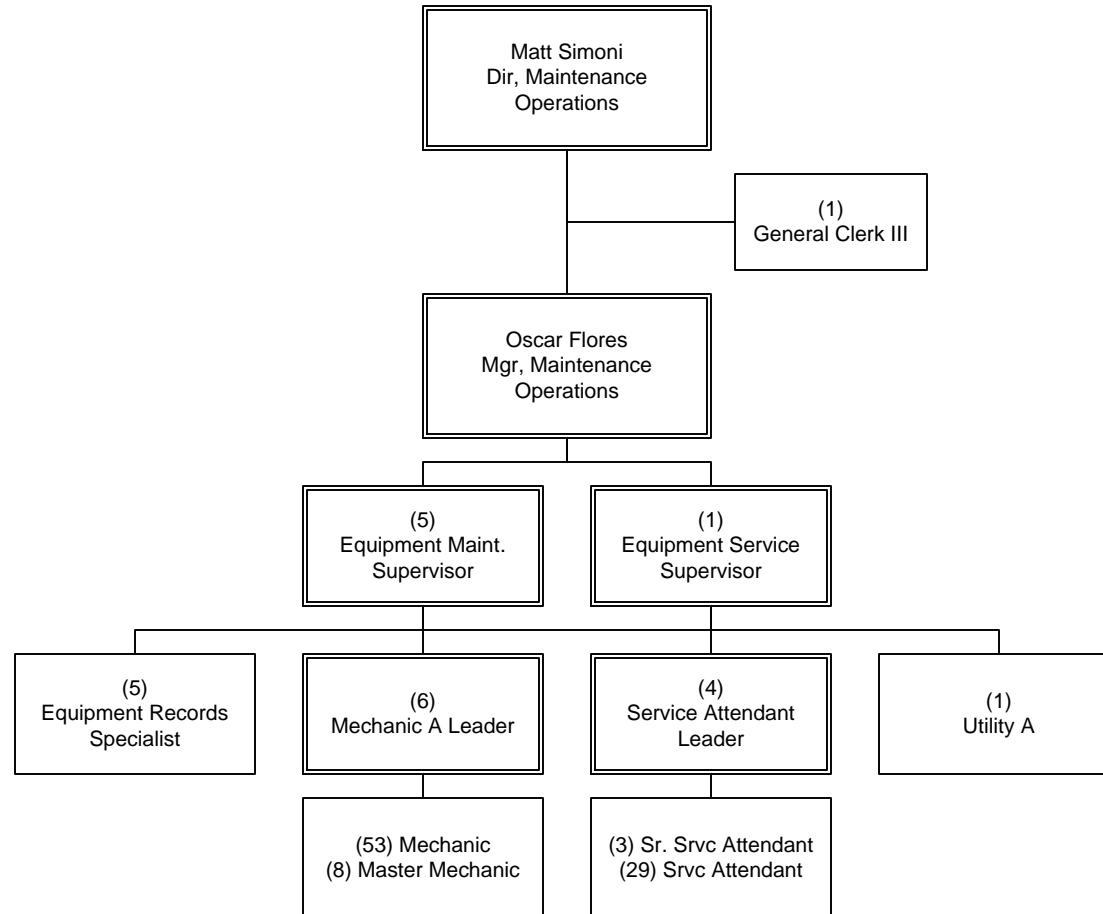 Matt Simoni
Dir, Maintenance
Operations
(1)
General Clerk III
Oscar Flores
Mgr, Maintenance
Operations
(5)
Equipment Maint.
Supervisor
(1)
Equipment Service
Supervisor
(5)
Equipment Records
Specialist
(6)
Mechanic A Leader
(4)
Service Attendant
Leader
(1)
Utility A
(53) Mechanic
(8) Master Mechanic
(3) Sr. Srvc Attendant
(29) Srvc Attendant